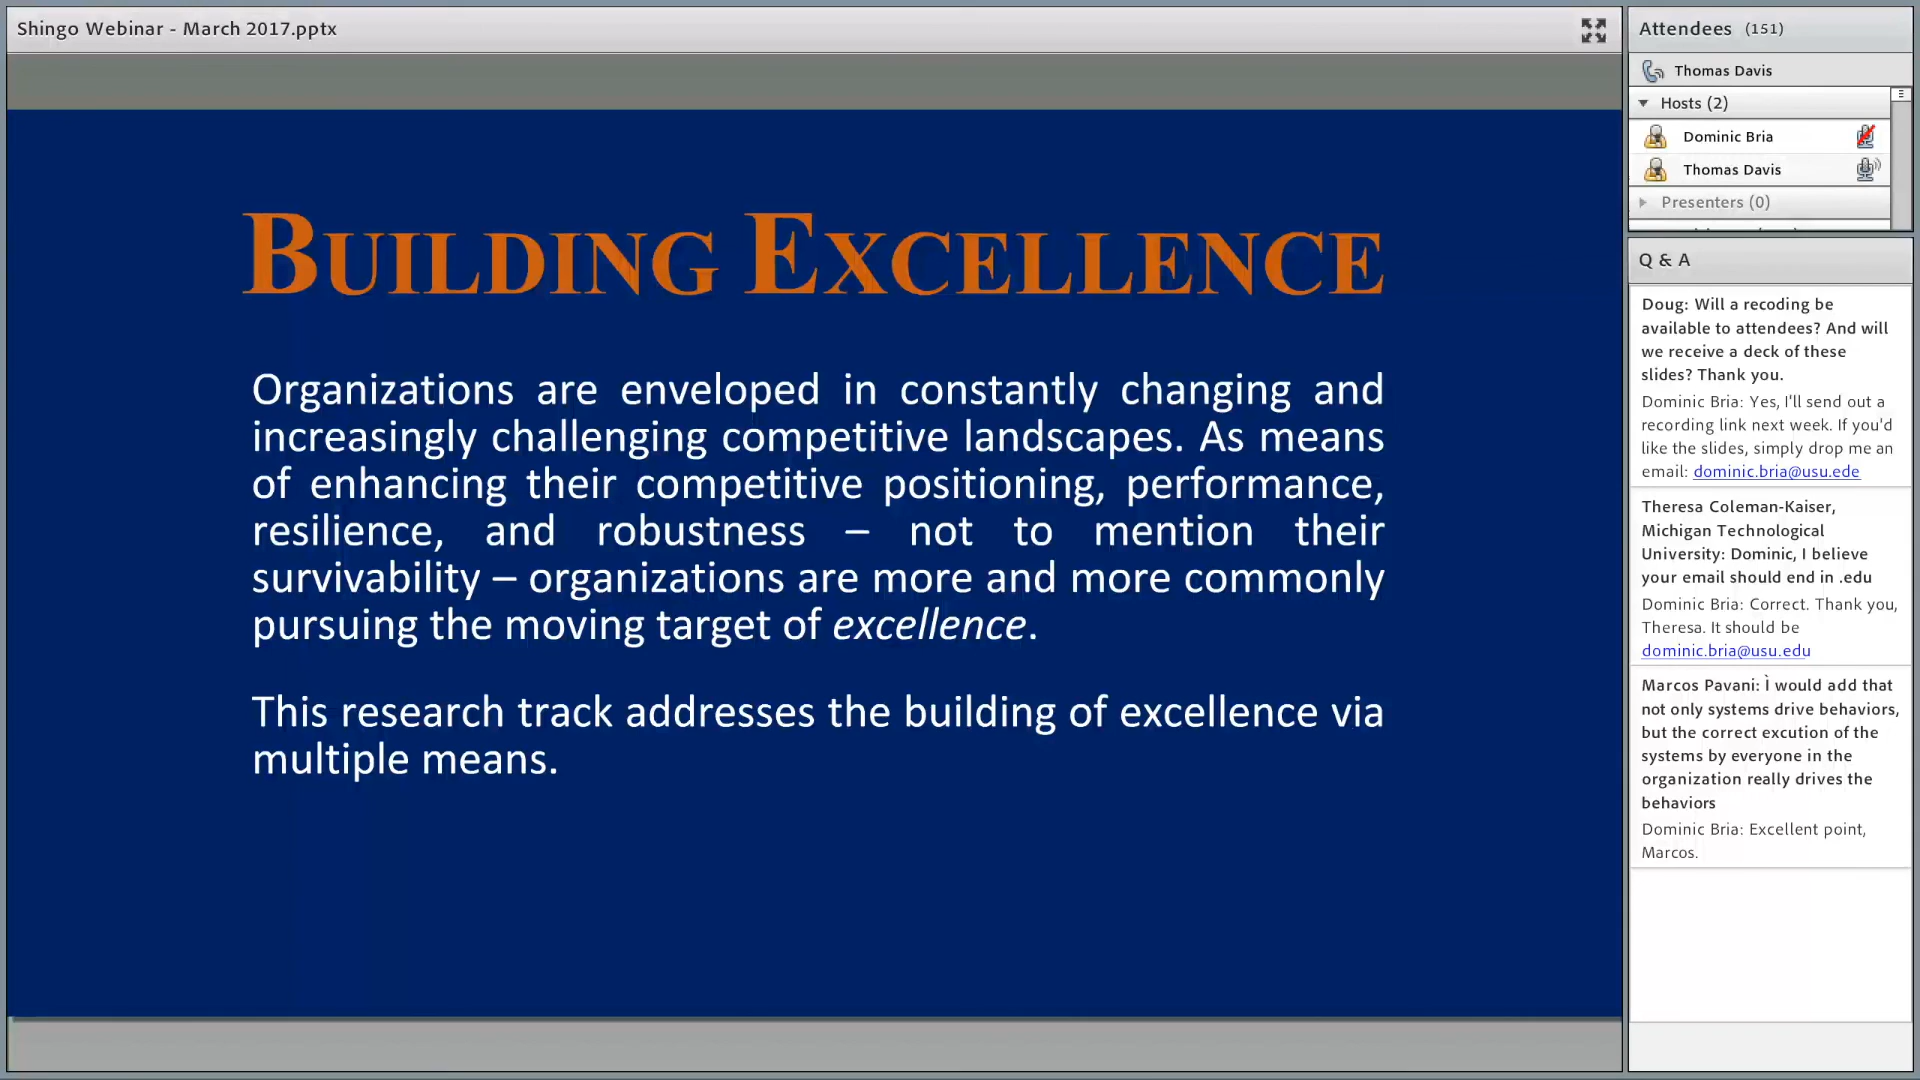 Shingo Webinar - March 2017.pptx
BUILDING EXCELLENCE
Organizations are enveloped in constantly changing and
increasingly challenging competitive landscapes. As means
of enhancing their competitive positioning, performance,
resilience, and robustness – not to mention their
survivability – organizations are more and more commonly
pursuing the moving target of excellence.
This research track addresses the building of excellence via
multiple means.
Attendees (151)
Thomas Davis
Hosts (2)
Dominic Bria
Thomas Davis
Presenters (0)
Q & A
Doug: Will a recoding be
available to attendees? And will
we receive a deck of these
slides? Thank you.
Dominic Bria: Yes, I'll send out a
recording link next week. If you'd
like the slides, simply drop me an
email: dominic.bria@usu.ede
Theresa Coleman-Kaiser,
Michigan Technological
University: Dominic, I believe
your email should end in .edu
Dominic Bria: Correct. Thank you,
Theresa. It should be
dominic.bria@usu.edu
Marcos Pavani: Ì would add that
not only systems drive behaviors,
but the correct excution of the
systems by everyone in the
organization really drives the
behaviors
Dominic Bria: Excellent point,
Marcos.